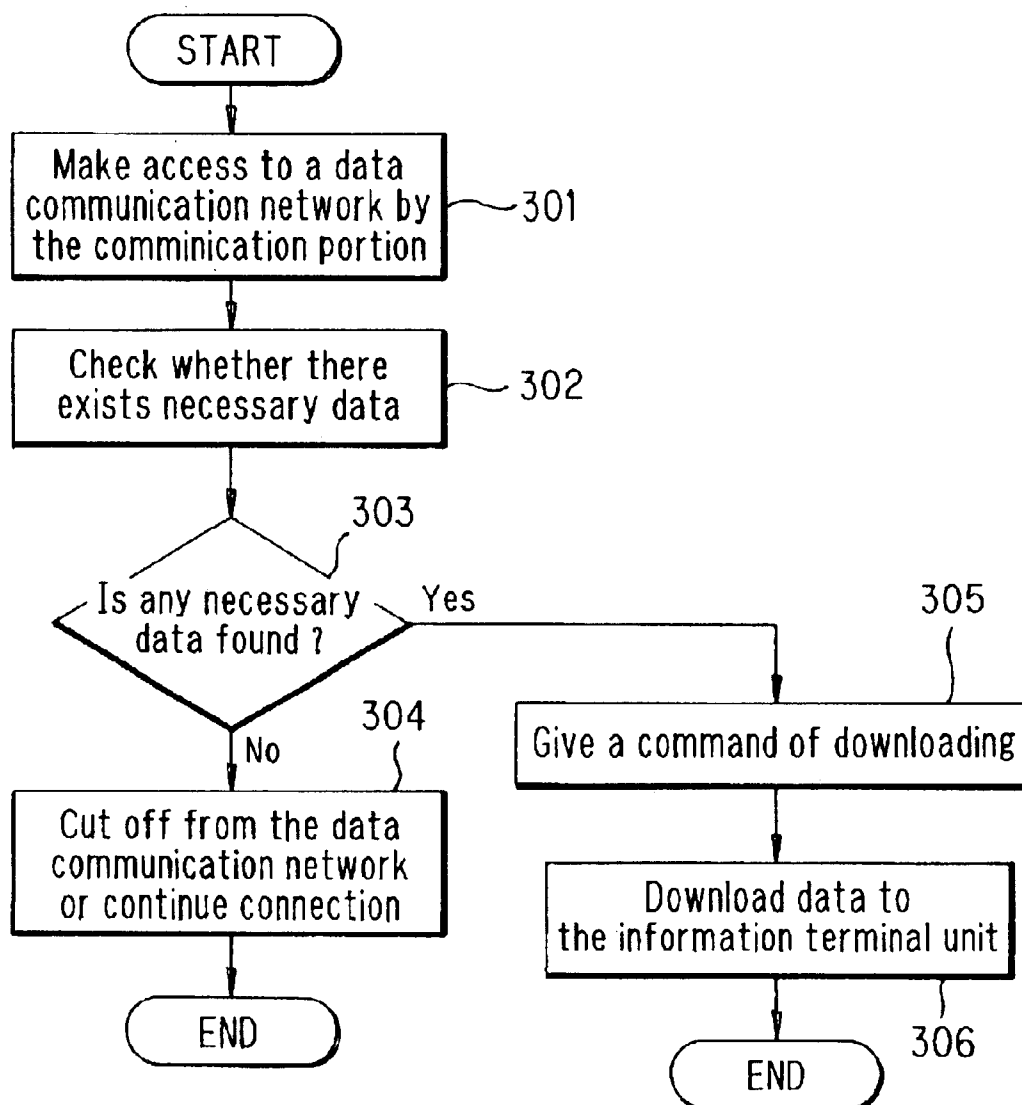 START
Make access to a data
communication network by
the comminication portion
301
Check whether there
exists necessary data
302
303
Is any necessary
data found ?
Yes
No
304
Cut off from the data
communication network
or continue connection
END
305
Give a command of downloading
Download data to
the information terminal unit
306
END